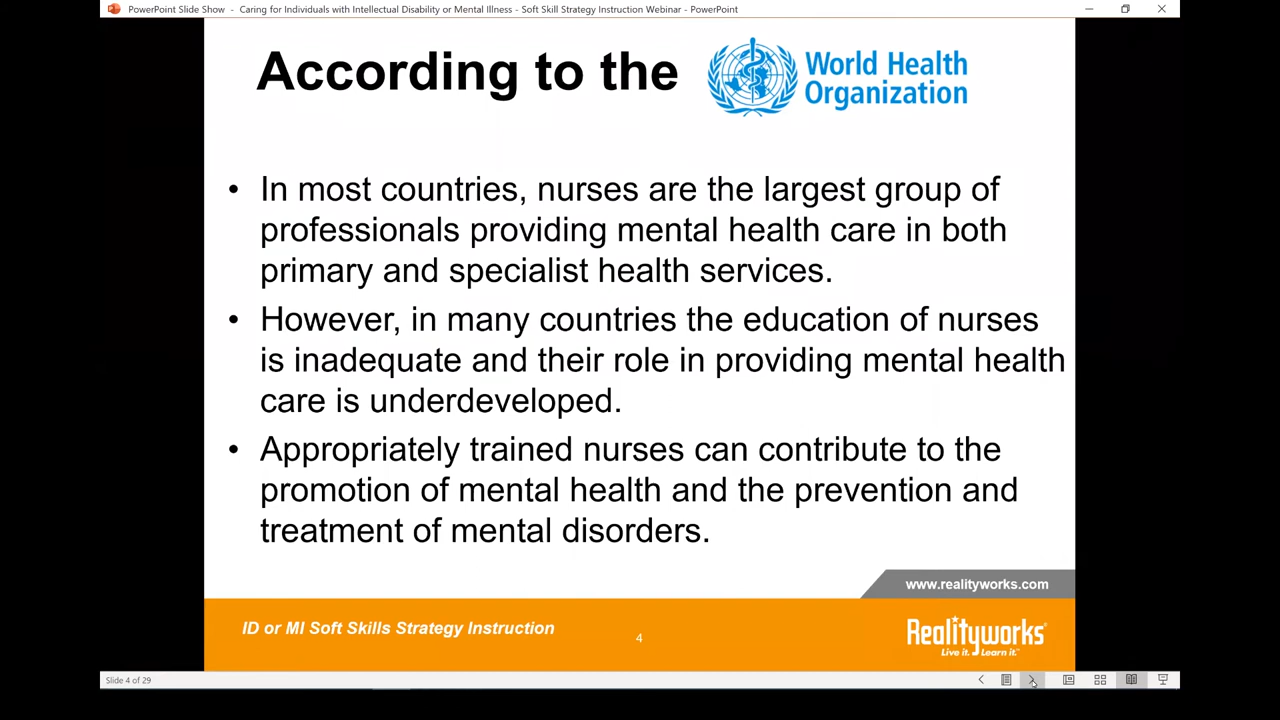 PowerPoint Slide Show - Caring for Individuals with Intellectual Disability or Mental Illness - Soft Skill Strategy Instruction Webinar - PowerPoint
According to the
World Health
Organization
• In most countries, nurses are the largest group of
professionals providing mental health care in both
primary and specialist health services.
• However, in many countries the education of nurses
is inadequate and their role in providing mental health
care is underdeveloped.
• Appropriately trained nurses can contribute to the
promotion of mental health and the prevention and
treatment of mental disorders.
www.realityworks.com
ID or MI Soft Skills Strategy Instruction
4
Realityworks®
Live it. Learn it.™
Slide 4 of 29